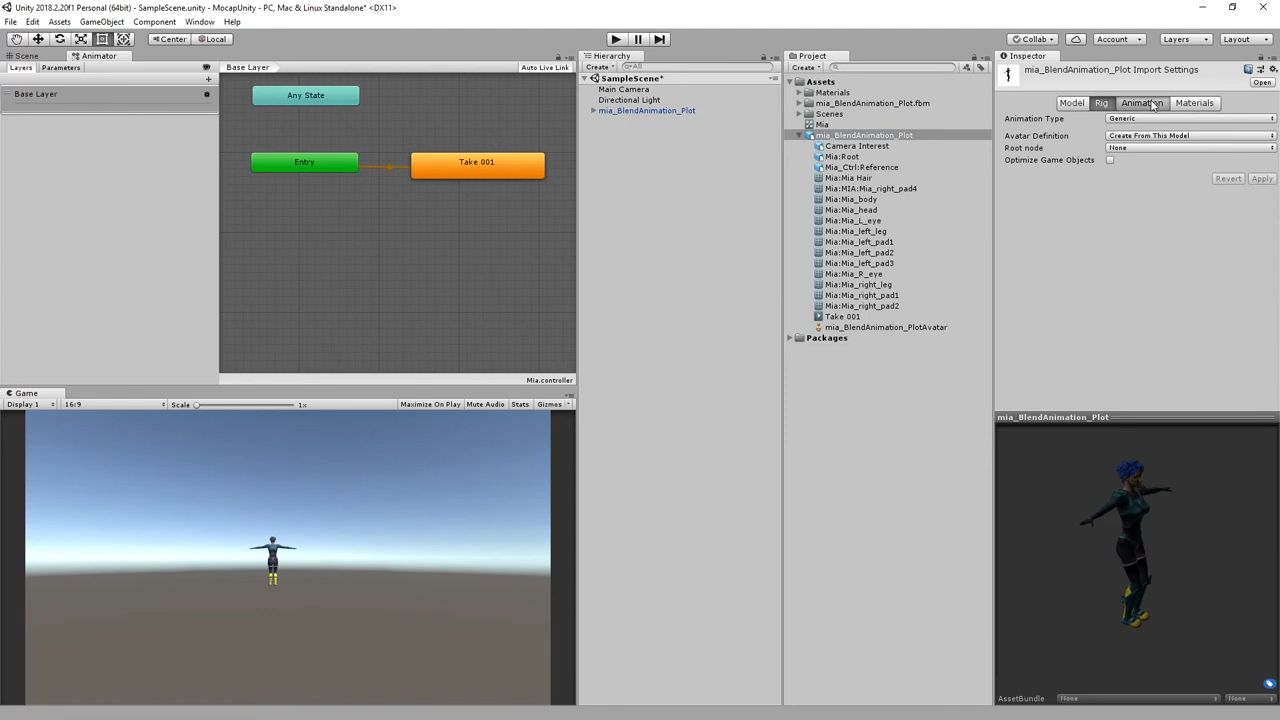 Unity 2018.2.20f1 Personal (64bit) - SampleScene.unity - MocapUnity - PC, Mac & Linux Standalone* <DX11>
File Edit Assets GameObject Component Window Help
Center Local Collab Account Layers Layout
Scene Animator
Layers Parameters Base Layer Auto Live Link
Base Layer
Any State
Entry
Take 001
Mia.controller
Game
Display 1 16:9 Scale 1x Maximize On Play Mute Audio Stats Gizmos
Hierarchy
Create All
SampleScene*
Main Camera
Directional Light
mia_BlendAnimation_Plot
Project
Create
Assets
Materials
mia_BlendAnimation_Plot.fbm
Scenes
Mia
mia_BlendAnimation_Plot
Camera Interest
Mia:Root
Mia_Ctrl:Reference
Mia:Mia Hair
Mia:MIA:Mia_right_pad4
Mia:Mia_body
Mia:Mia_head
Mia:Mia_L_eye
Mia:Mia_left_leg
Mia:Mia_left_pad1
Mia:Mia_left_pad2
Mia:Mia_left_pad3
Mia:Mia_R_eye
Mia:Mia_right_leg
Mia:Mia_right_pad1
Mia:Mia_right_pad2
Take 001
mia_BlendAnimation_PlotAvatar
Packages
Inspector
mia_BlendAnimation_Plot Import Settings
Open
Model Rig Animation Materials
Animation Type Generic
Avatar Definition Create From This Model
Root node None
Optimize Game Objects
Revert Apply
mia_BlendAnimation_Plot
AssetBundle None None